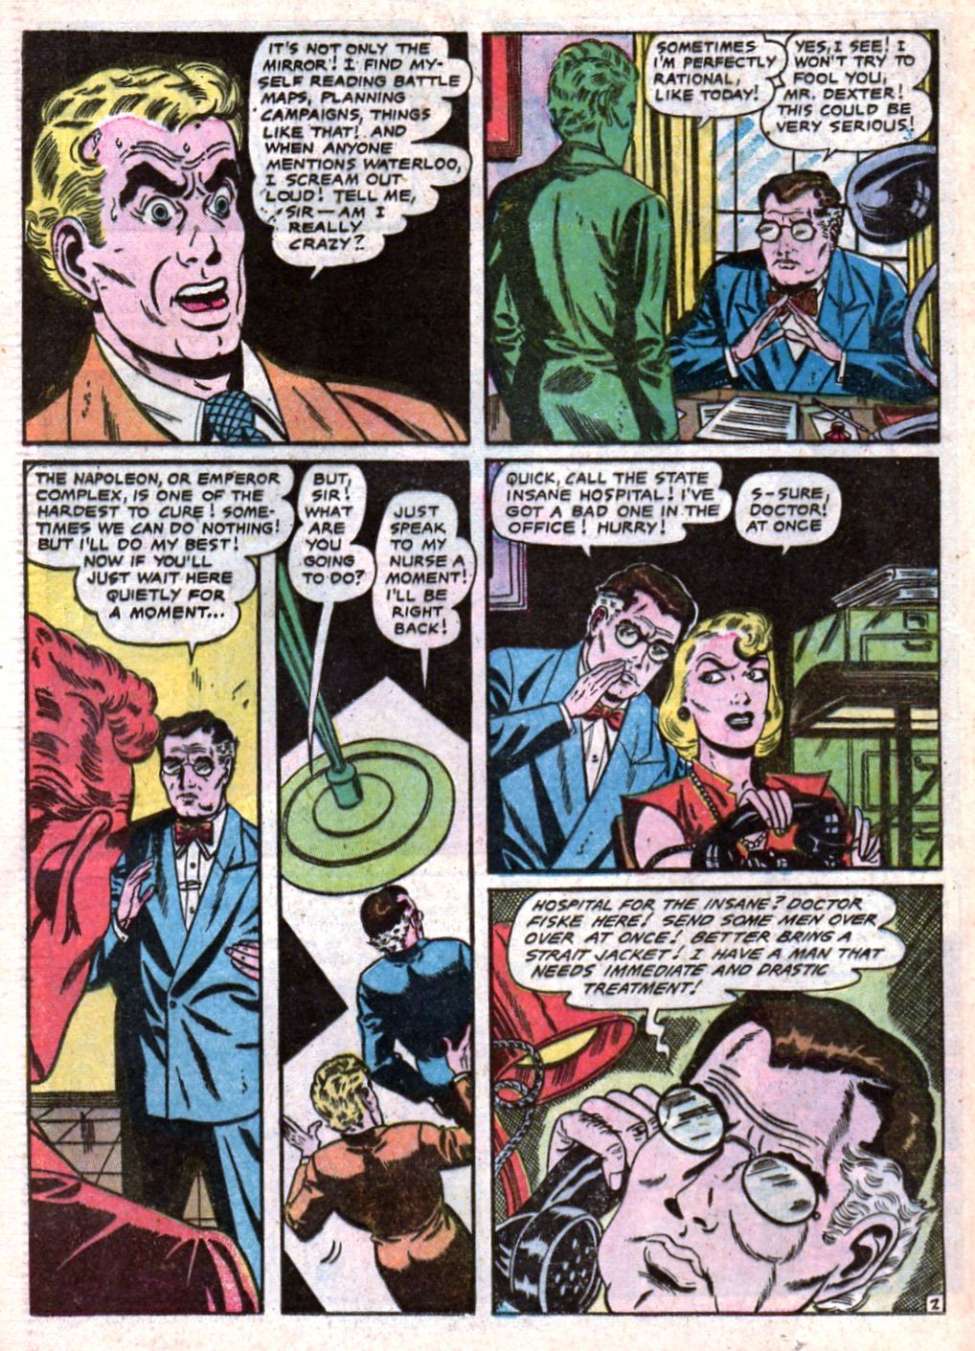 IT'S NOT ONLY THE
MIRROR! I FIND MY-
SELF READING BATTLE
MAPS, PLANNING
CAMPAIGNS, THINGS
LIKE THAT! AND
WHEN ANYONE
MENTIONS WATERLOO,
I SCREAM OUT
LOUD! TELL ME,
SIR—AM I
REALLY
CRAZY?
SOMETIMES
I'M PERFECTLY
RATIONAL,
LIKE TODAY!
YES, I SEE! I
WON'T TRY TO
FOOL YOU,
MR. DEXTER!
THIS COULD BE
VERY SERIOUS!
THE NAPOLEON, OR EMPEROR
COMPLEX, IS ONE OF THE
HARDEST TO CURE! SOME-
TIMES WE CAN DO NOTHING!
BUT I'LL DO MY BEST!
NOW IF YOU'LL
JUST WAIT HERE
QUIETLY FOR
A MOMENT...
BUT,
SIR!
WHAT
ARE
YOU
GOING
TO DO?
JUST
SPEAK
TO MY
NURSE A
MOMENT!
I'LL BE
RIGHT
BACK!
QUICK, CALL THE STATE
INSANE HOSPITAL! I'VE
GOT A BAD ONE IN THE
OFFICE! HURRY!
S-SURE,
DOCTOR!
AT ONCE
HOSPITAL FOR THE INSANE? DOCTOR
FISKE HERE! SEND SOME MEN OVER
OVER AT ONCE! BETTER BRING A
STRAIT JACKET! I HAVE A MAN THAT
NEEDS IMMEDIATE AND DRASTIC
TREATMENT!
2